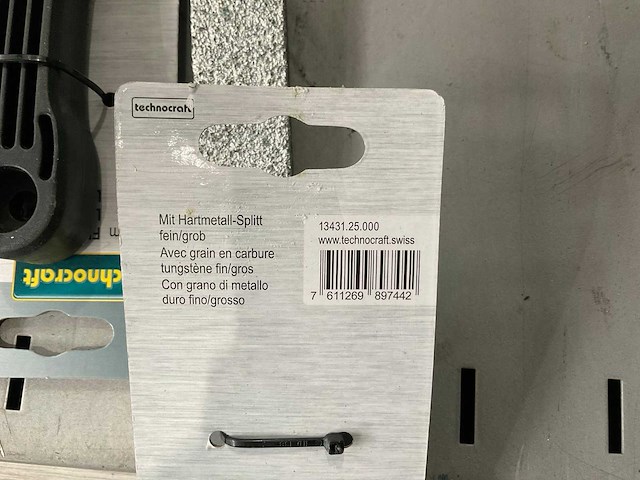 technocraft
Mit Hartmetall-Splitt
fein/grob
Avec grain en carbure
tungstène fin/gros
Con grano di metallo
duro fino/grosso
13431.25.000
www.technocraft.swiss
7 611269 897442
technocraft